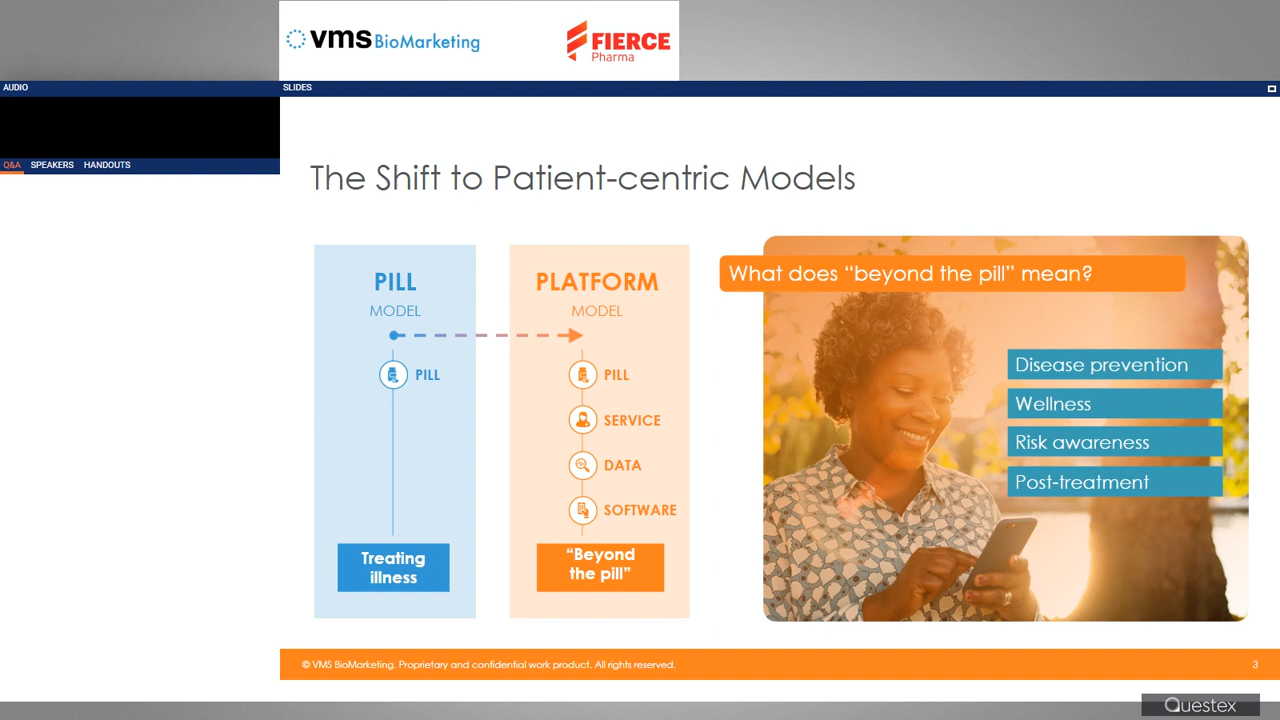 vms BioMarketing
FIERCE
Pharma
AUDIO
SLIDES
Q&A SPEAKERS HANDOUTS
The Shift to Patient-centric Models
PILL
MODEL
PILL
Treating
illness
PLATFORM
MODEL
PILL
SERVICE
DATA
SOFTWARE
“Beyond
the pill”
What does “beyond the pill” mean?
Disease prevention
Wellness
Risk awareness
Post-treatment
© VMS BioMarketing. Proprietary and confidential work product. All rights reserved.
3
Questex